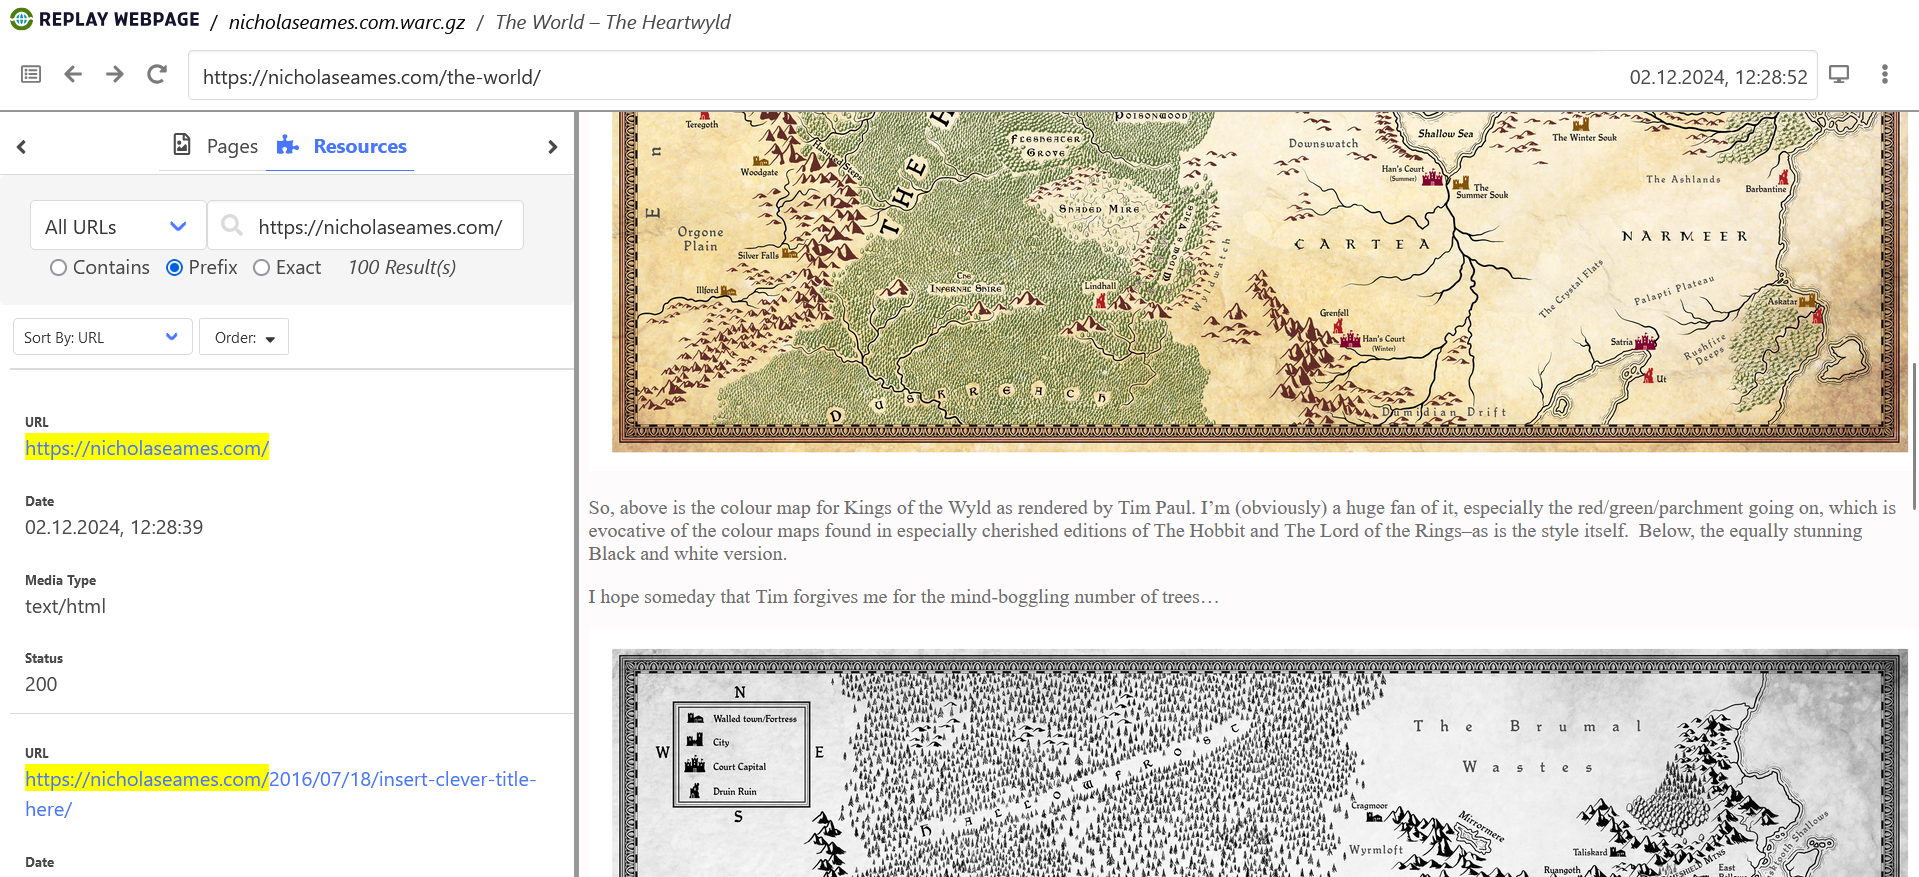 REPLAY WEBPAGE / nicholaseames.com.warc.gz / The World – The Heartwyld
https://nicholaseames.com/the-world/
02.12.2024, 12:28:52
Pages
Resources
All URLs
https://nicholaseames.com/
Contains
Prefix
Exact
100 Result(s)
Sort By: URL
Order:
URL
https://nicholaseames.com/
Date
02.12.2024, 12:28:39
Media Type
text/html
Status
200
URL
https://nicholaseames.com/2016/07/18/insert-clever-title-
here/
Date
Teregoth
Haunted Steps
Woodgate
THE H
Flesheater
Grove
Poisonwood
Downswatch
Shallow Sea
The Winter Souk
Han's Court
(Summer)
The
Summer Souk
The Ashlands
Barbantine
E n
Orgone
Plain
Shaded Mire
Silver Falls
Wyldwatch
CARTEA
NARMEER
Illford
The
Infernal Shire
Lindhall
The Crystal Flats
Palapti Plateau
Askatar
Grenfell
Han's Court
(Winter)
Satria
Rushfire
Deeps
Ut
DUSKREACH
Dumidian Drift
So, above is the colour map for Kings of the Wyld as rendered by Tim Paul. I’m (obviously) a huge fan of it, especially the red/green/parchment going on, which is
evocative of the colour maps found in especially cherished editions of The Hobbit and The Lord of the Rings–as is the style itself.  Below, the equally stunning
Black and white version.
I hope someday that Tim forgives me for the mind-boggling number of trees…
N
W
E
S
Walled town/Fortress
City
Court Capital
Druin Ruin
HALLOWFROST
The Brumal
Wastes
Cragmoor
Mirrormere
Wyrmloft
Taliskard
Ruangoth
East